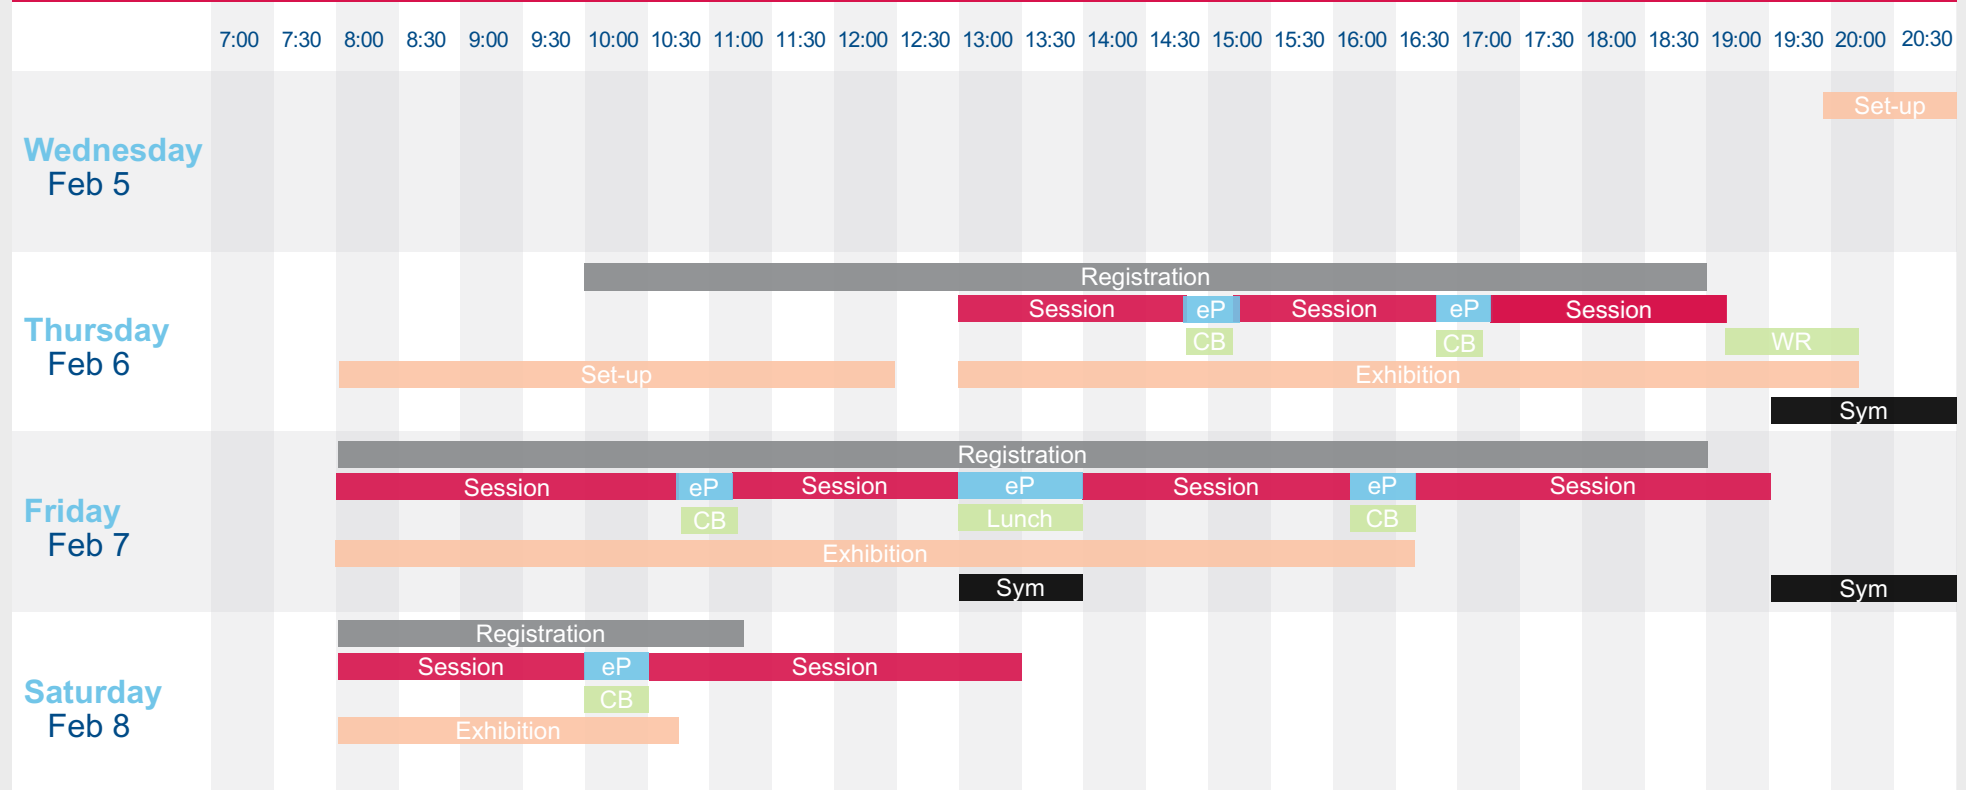 7:00 7:30 8:00 8:30 9:00 9:30 10:00 10:30 11:00 11:30 12:00 12:30 13:00 13:30 14:00 14:30 15:00 15:30 16:00 16:30 17:00 17:30 18:00 18:30 19:00 19:30 20:00 20:30
Set-up
Wednesday
Feb 5
Registration
Session eP Session eP Session
Thursday
CB CB WR
Feb 6
Set-up Exhibition
Sym
Registration
Session eP Session eP Session eP Session
Friday
CB Lunch CB
Feb 7
Exhibition
Sym Sym
Registration
Session eP Session
Saturday
CB
Feb 8
Exhibition